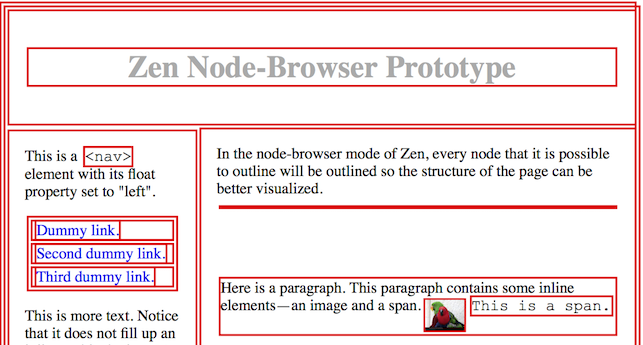 Zen Node-Browser Prototype
This is a <nav>
element with its float
property set to "left".
Dummy link.
Second dummy link.
Third dummy link.
This is more text. Notice
that it does not fill up an
In the node-browser mode of Zen, every node that it is possible
to outline will be outlined so the structure of the page can be
better visualized.
Here is a paragraph. This paragraph contains some inline
elements—an image and a span. This is a span.